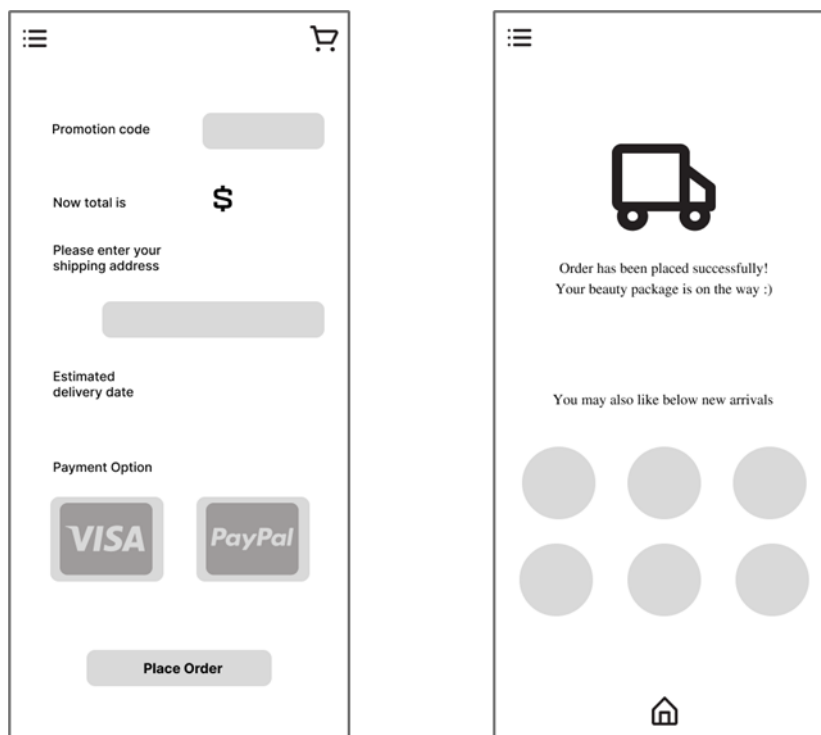 Promotion code
Now total is
$
Please enter your
shipping address
Estimated
delivery date
Payment Option
VISA
PayPal
Place Order
Order has been placed successfully!
Your beauty package is on the way :)
You may also like below new arrivals